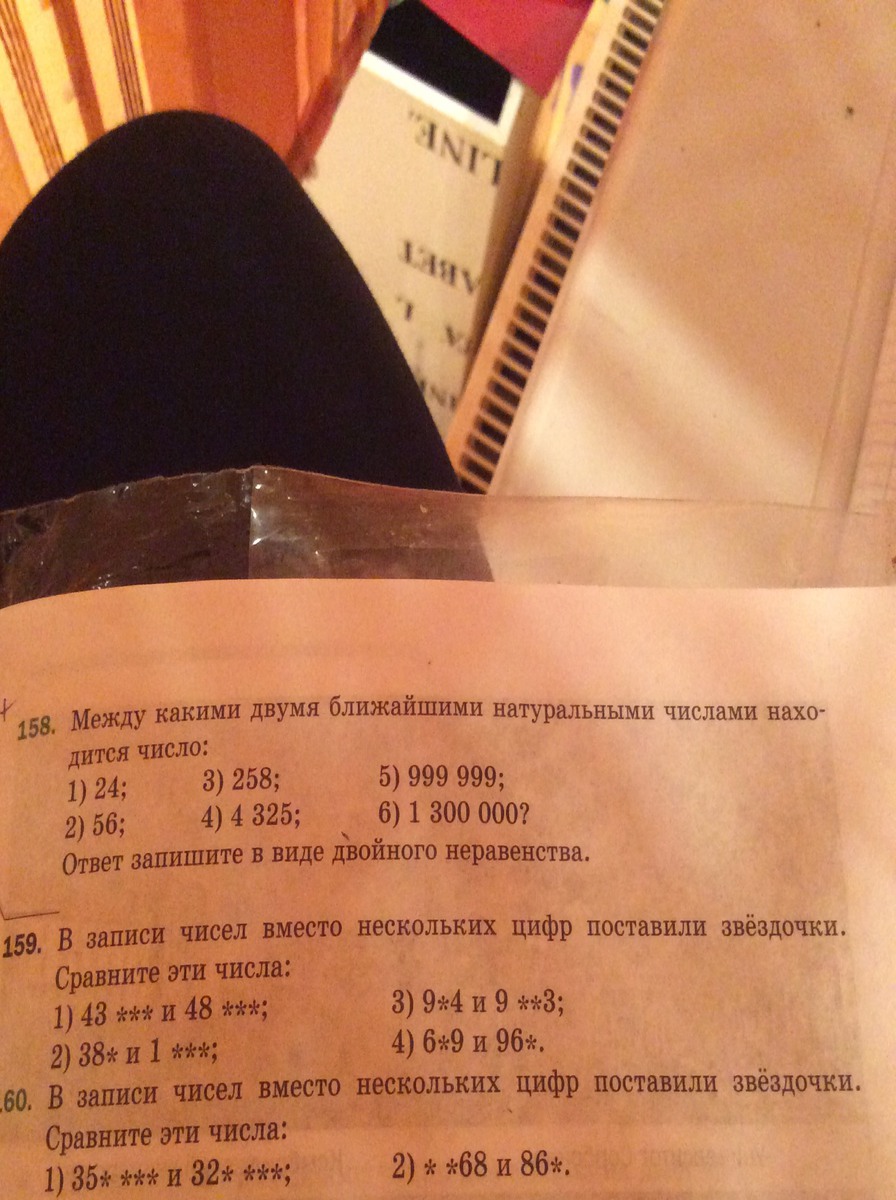 LINE,
ABET
158. Между какими двумя ближайшими натуральными числами нахо-
дится число:
1) 24; 3) 258; 5) 999 999;
2) 56; 4) 4 325; 6) 1 300 000?
Ответ запишите в виде двойного неравенства.
159. В записи чисел вместо нескольких цифр поставили звёздочки.
Сравните эти числа:
1) 43 *** и 48 ***; 3) 9*4 и 9 **3;
2) 38* и 1 ***; 4) 6*9 и 96*.
60. В записи чисел вместо нескольких цифр поставили звёздочки.
Сравните эти числа:
1) 35* *** и 32* ***; 2) * *68 и 86*.